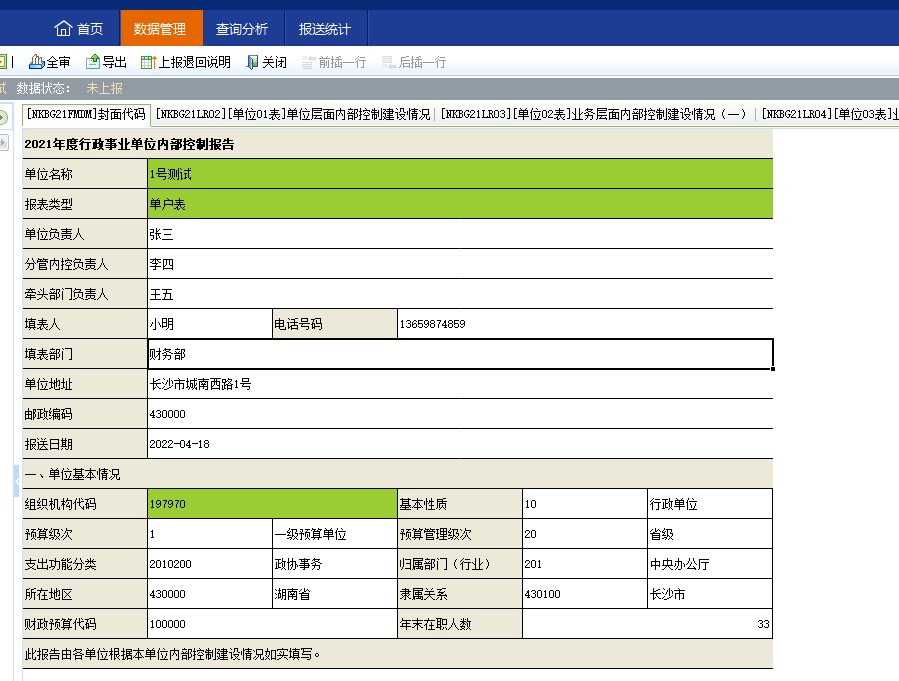 首页 数据管理 查询分析 报送统计
全审 导出 上报退回说明 关闭 前插一行 后插一行
试 数据状态： 未上报
[NKBG21FMDM]封面代码 [NKBG21LR02][单位01表]单位层面内部控制建设情况 [NKBG21LR03][单位02表]业务层面内部控制建设情况（一） [NKBG21LR04][单位03表]业
2021年度行政事业单位内部控制报告
单位名称 1号测试
报表类型 单户表
单位负责人 张三
分管内控负责人 李四
牵头部门负责人 王五
填表人 小明 电话号码 13659874859
填表部门 财务部
单位地址 长沙市城南西路1号
邮政编码 430000
报送日期 2022-04-18
一、单位基本情况
组织机构代码 197970 基本性质 10 行政单位
预算级次 1 一级预算单位 预算管理级次 20 省级
支出功能分类 2010200 政协事务 归属部门（行业） 201 中央办公厅
所在地区 430000 湖南省 隶属关系 430100 长沙市
财政预算代码 100000 年末在职人数 33
此报告由各单位根据本单位内部控制建设情况如实填写。